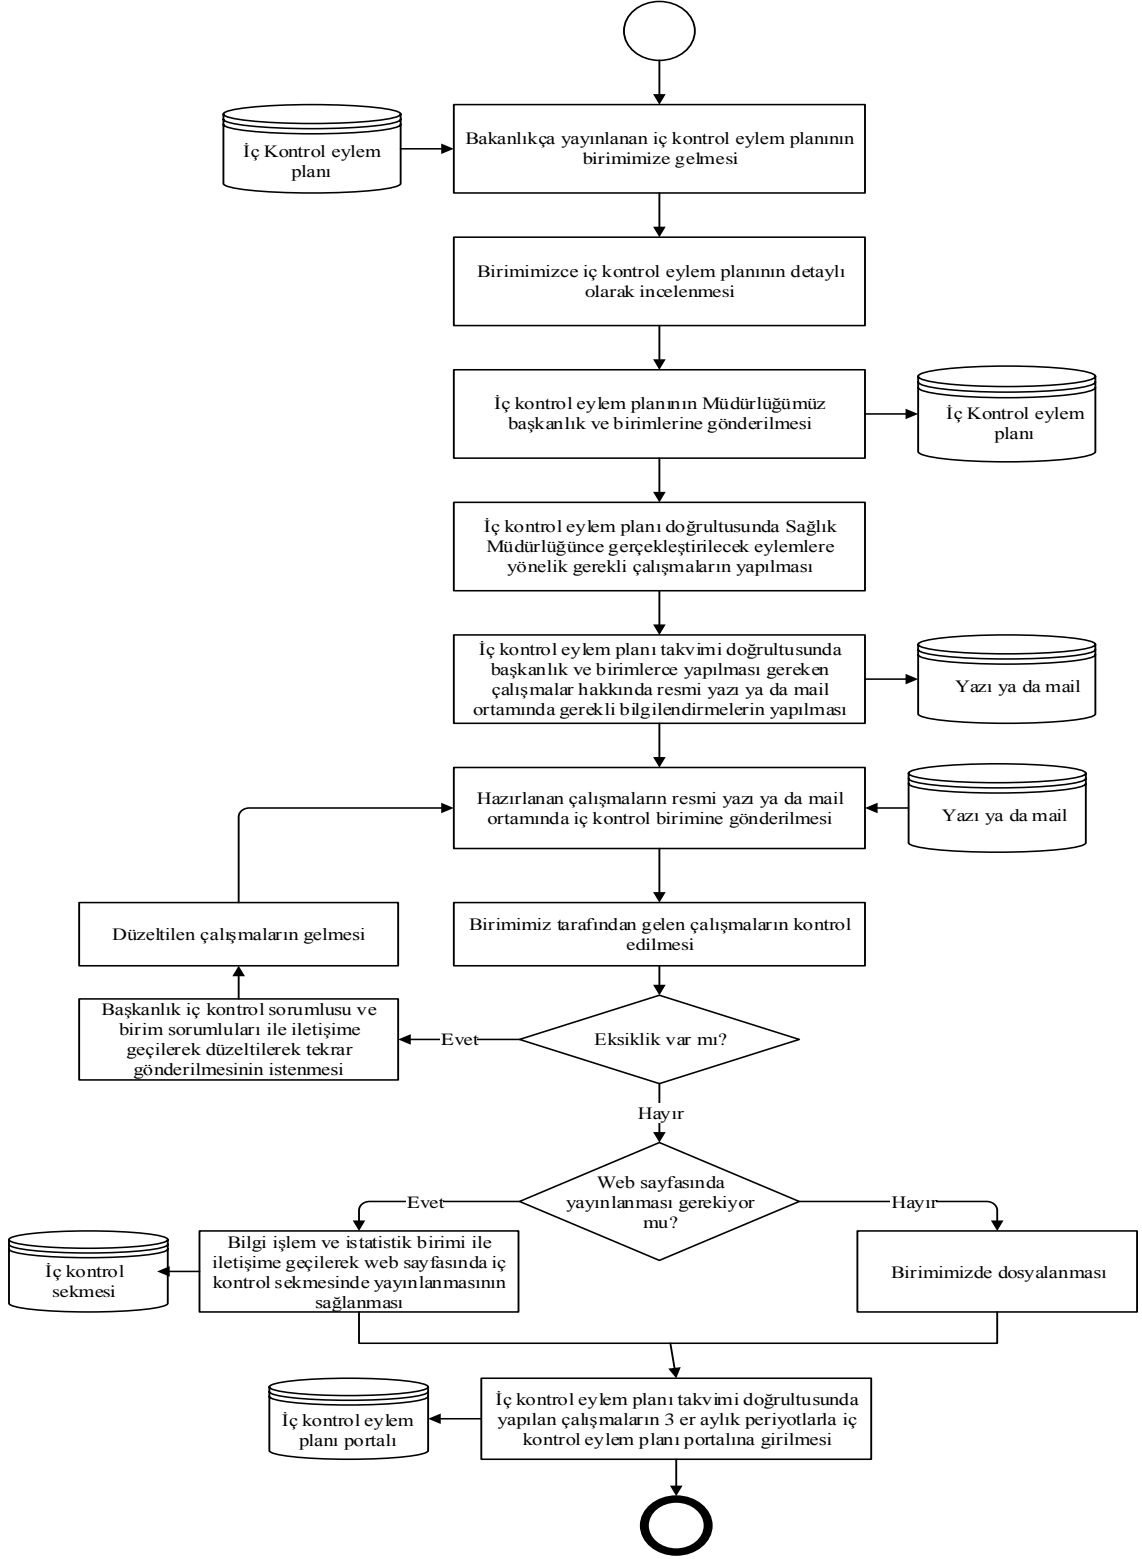 Bakanlıkça yayınlanan iç kontrol eylem planının
birimimize gelmesi
İç Kontrol eylem
planı
Birimimizce iç kontrol eylem planının detaylı
olarak incelenmesi
İç kontrol eylem planının Müdürlüğümüz
başkanlık ve birimlerine gönderilmesi
İç Kontrol eylem
planı
İç kontrol eylem planı doğrultusunda Sağlık
Müdürlüğünce gerçekleştirilecek eylemlere
yönelik gerekli çalışmaların yapılması
İç kontrol eylem planı takvimi doğrultusunda
başkanlık ve birimlerce yapılması gereken
çalışmalar hakkında resmi yazı ya da mail
ortamında gerekli bilgilendirmelerin yapılması
Yazı ya da mail
Hazırlanan çalışmaların resmi yazı ya da mail
ortamında iç kontrol birimine gönderilmesi
Yazı ya da mail
Düzeltilen çalışmaların gelmesi
Birimimiz tarafından gelen çalışmaların kontrol
edilmesi
Başkanlık iç kontrol sorumlusu ve
birim sorumluları ile iletişime
geçilerek düzeltilerek tekrar
gönderilmesinin istenmesi
Evet
Eksiklik var mı?
Hayır
Web sayfasında
yayınlanması gerekiyor
mu?
Evet
Hayır
İç kontrol
sekmesi
Bilgi işlem ve istatistik birimi ile
iletişime geçilerek web sayfasında iç
kontrol sekmesinde yayınlanmasının
sağlanması
Birimimizde dosyalanması
İç kontrol eylem
planı portalı
İç kontrol eylem planı takvimi doğrultusunda
yapılan çalışmaların 3 er aylık periyotlarla iç
kontrol eylem planı portalına girilmesi